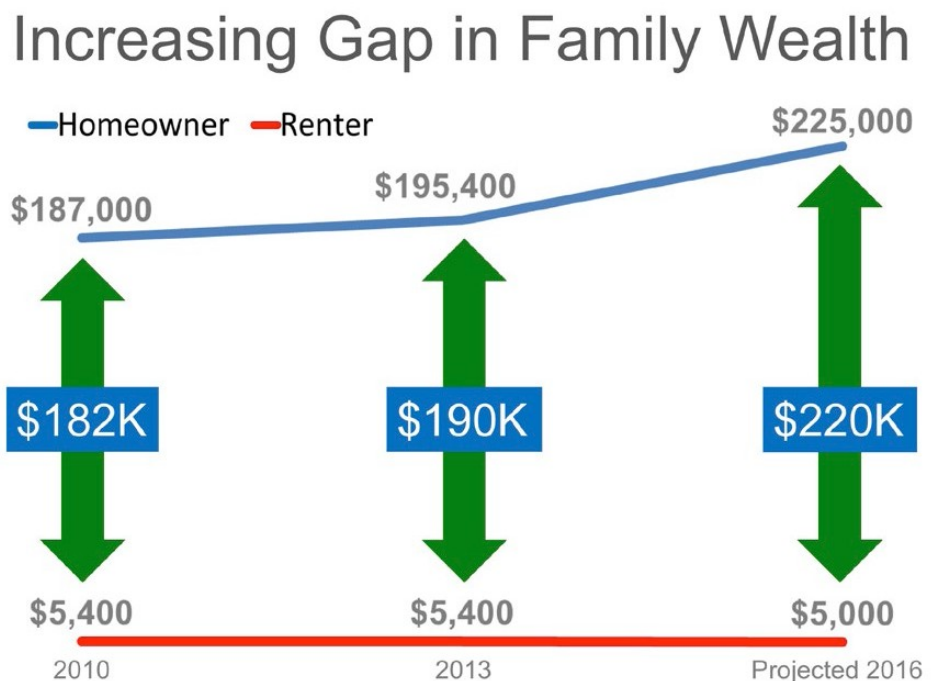 Increasing Gap in Family Wealth
Homeowner Renter
$225,000
$195,400
$187,000
$182K $190K $220K
$5,400 $5,400 $5,000
2010 2013 Projected 2016